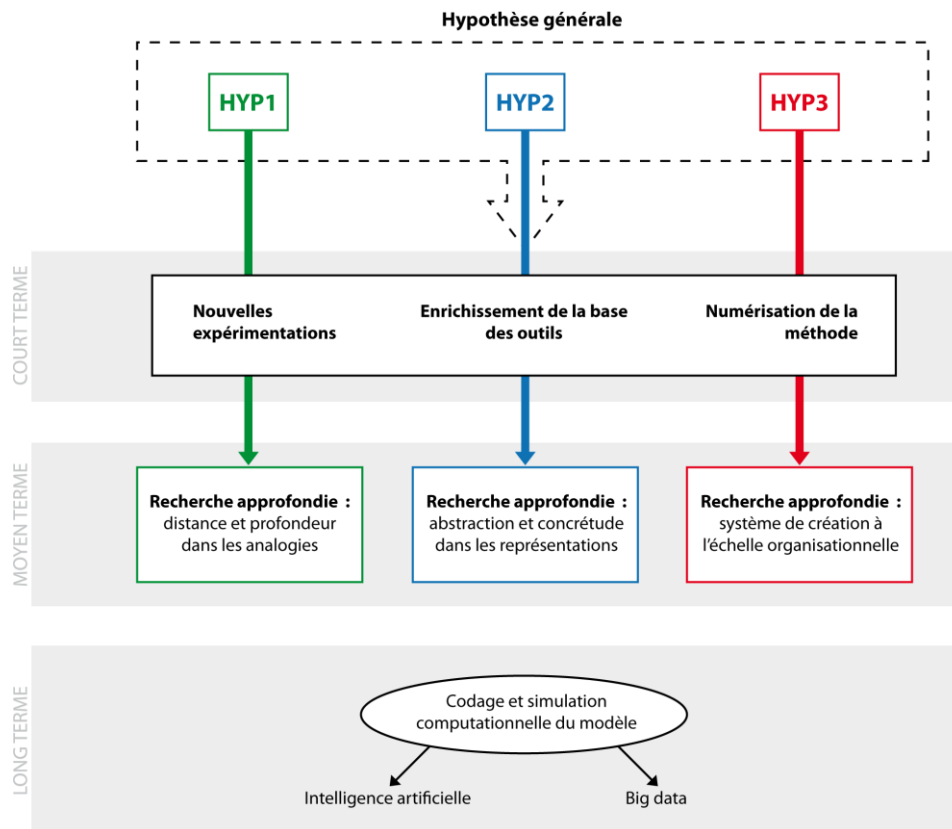 Hypothèse générale
HYP1
HYP2
HYP3
COURT TERME
Nouvelles
expérimentations
Enrichissement de la base
des outils
Numérisation de la
méthode
MOYEN TERME
Recherche approfondie :
distance et profondeur
dans les analogies
Recherche approfondie :
abstraction et concrétude
dans les représentations
Recherche approfondie :
système de création à
l'échelle organisationnelle
LONG TERME
Codage et simulation
computationnelle du modèle
Intelligence artificielle
Big data